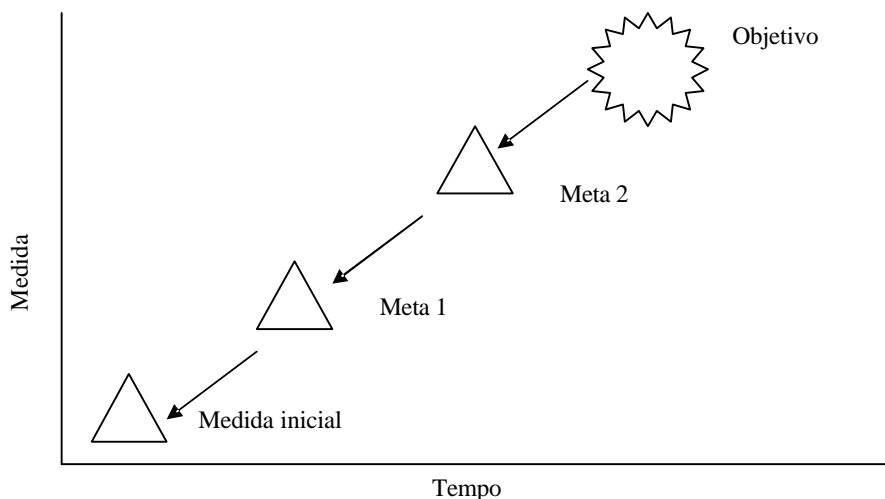 Objetivo
Meta 2
Medida
Meta 1
Medida inicial
Tempo